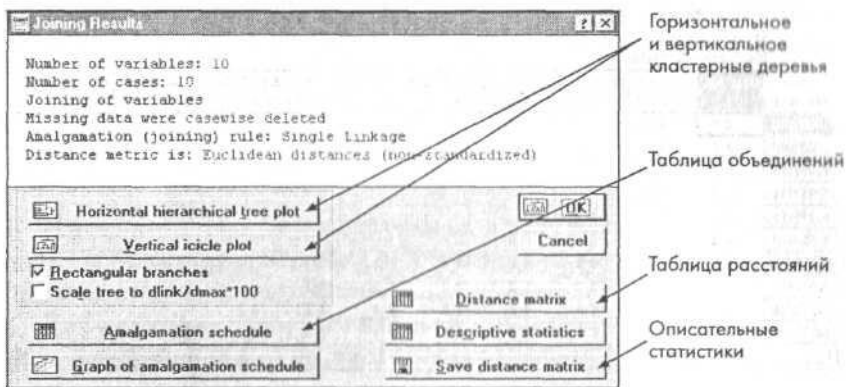 Joining Results
Number of variables: 10
Number of cases: 10
Joining of variables
Missing data were casewise deleted
Amalgamation (joining) rule: Single Linkage
Distance metric is: Euclidean distances (non-standardized)
Horizontal hierarchical tree plot
Vertical icicle plot
Rectangular branches
Scale tree to dlink/dmax*100
Amalgamation schedule
Graph of amalgamation schedule
OK
Cancel
Distance matrix
Descriptive statistics
Save distance matrix
Горизонтальное
и вертикальное
кластерные деревья
Таблица объединений
Таблица расстояний
Описательные
статистики